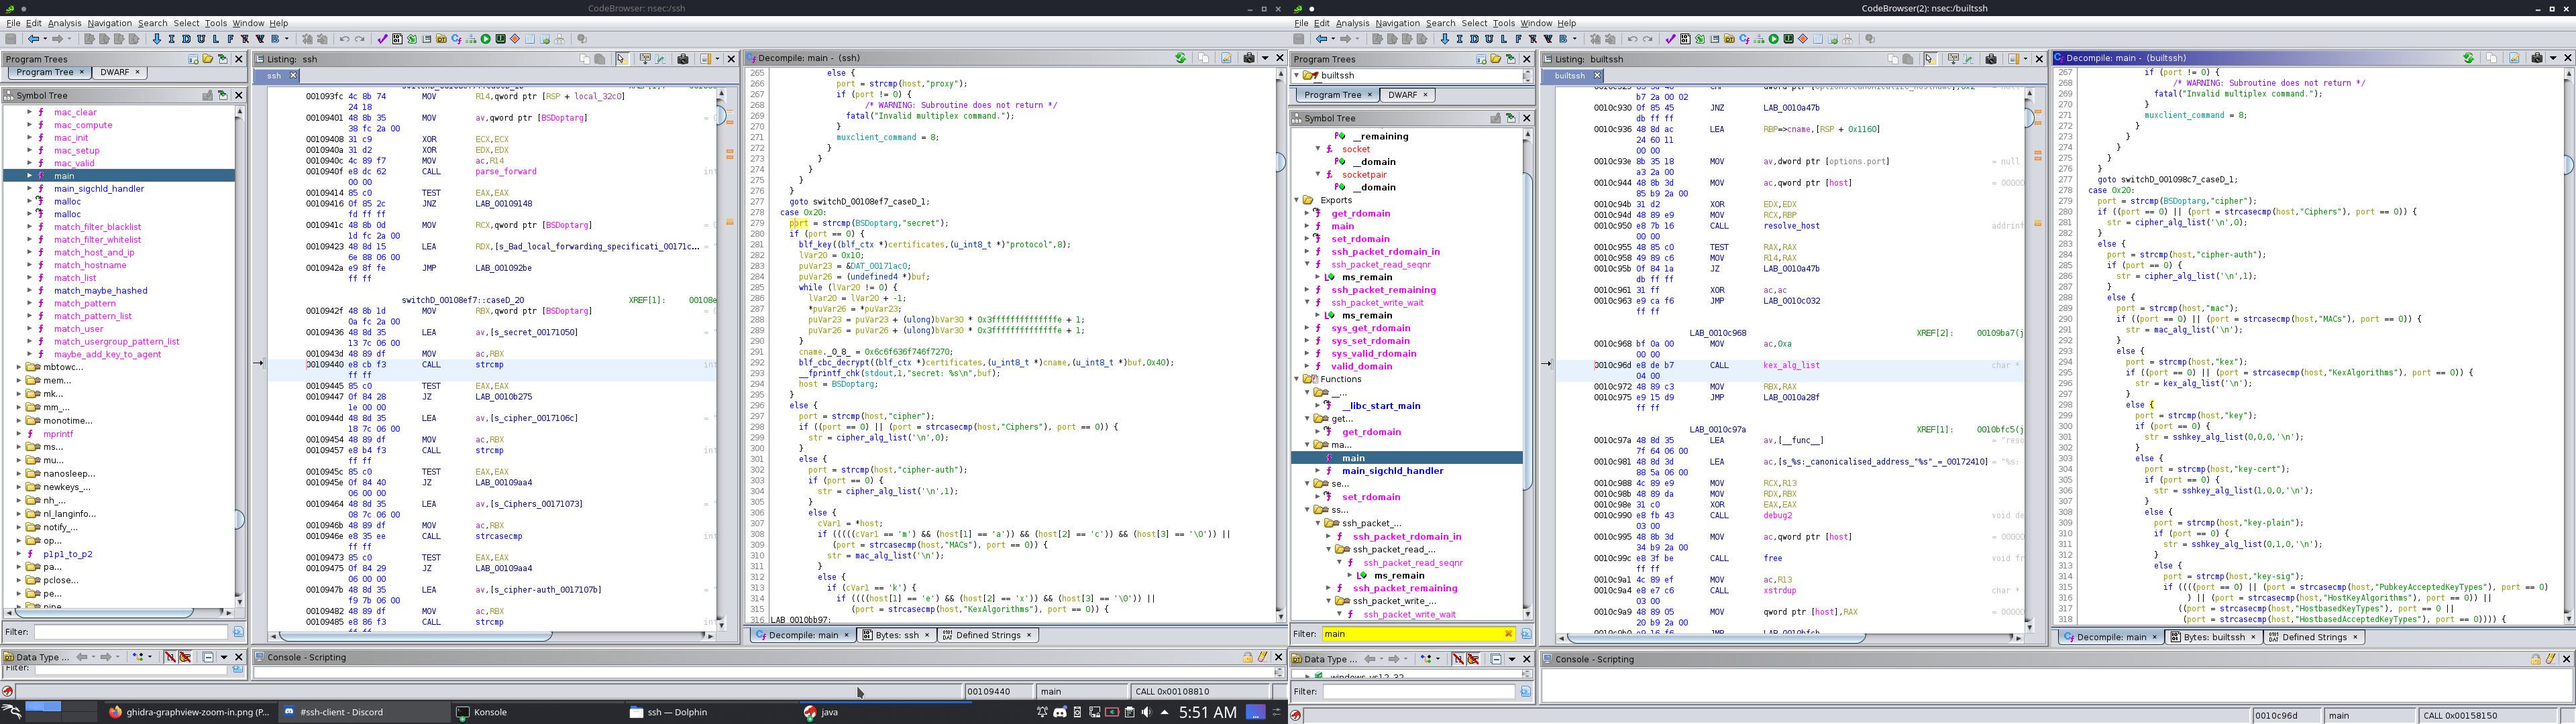 CodeBrowser: nsec:/ssh
File Edit Analysis Navigation Search Select Tools Window Help
Program Trees
Program Tree × DWARF ×
Symbol Tree
mac_clear
mac_compute
mac_init
mac_setup
mac_valid
main
main_sigchld_handler
malloc
malloc
match_filter_blacklist
match_filter_whitelist
match_host_and_ip
match_hostname
match_list
match_maybe_hashed
match_pattern
match_pattern_list
match_user
match_usergroup_pattern_list
maybe_add_key_to_agent
mbtowc...
mem...
mk...
mm_...
monotime...
mprintf
ms...
mu...
nanosleep...
newkeys_...
nh_...
nl_langinfo...
notify_...
op...
p1p1_to_p2
pa...
pclose...
pe...
Filter:
Data Type ...
Listing: ssh
ssh
001093fc 4c 8b 74 MOV R14,qword ptr [RSP + local_32c0]
24 18
00109401 48 8b 35 MOV av,qword ptr [BSDoptarg]
38 fc 2a 00
00109408 31 c9 XOR ECX,ECX
0010940a 31 d2 XOR EDX,EDX
0010940c 4c 89 f7 MOV ac,R14
0010940f e8 dc 62 CALL parse_forward
00 00
00109414 85 c0 TEST EAX,EAX
00109416 0f 85 2c JNZ LAB_00109148
fd ff ff
0010941c 48 8b 0d MOV RCX,qword ptr [BSDoptarg]
1d fc 2a 00
00109423 48 8d 15 LEA RDX,[s_Bad_local_forwarding_specificati_00171c...
6e 88 06 00
0010942a e9 8f fe JMP LAB_001092be
ff ff
switchD_00108ef7::caseD_20 XREF[1]: 00108e
0010942f 48 8b 1d MOV RBX,qword ptr [BSDoptarg]
0a fc 2a 00
00109436 48 8d 35 LEA av,[s_secret_00171050]
13 7c 06 00
0010943d 48 89 df MOV ac,RBX
00109440 e8 cb f3 CALL strcmp
ff ff
00109445 85 c0 TEST EAX,EAX
00109447 0f 84 28 JZ LAB_0010b275
1e 00 00
0010944d 48 8d 35 LEA av,[s_cipher_0017106c]
18 7c 06 00
00109454 48 89 df MOV ac,RBX
00109457 e8 b4 f3 CALL strcmp
ff ff
0010945c 85 c0 TEST EAX,EAX
0010945e 0f 84 40 JZ LAB_00109aa4
06 00 00
00109464 48 8d 35 LEA av,[s_Ciphers_00171073]
08 7c 06 00
0010946b 48 89 df MOV ac,RBX
0010946e e8 35 ee CALL strcasecmp
ff ff
00109473 85 c0 TEST EAX,EAX
00109475 0f 84 29 JZ LAB_00109aa4
06 00 00
0010947b 48 8d 35 LEA av,[s_cipher-auth_0017107b]
f9 7b 06 00
00109482 48 89 df MOV ac,RBX
00109485 e8 86 f3 CALL strcmp
Decompile: main - (ssh)
265 else {
266 port = strcmp(host,"proxy");
267 if (port != 0) {
268 /* WARNING: Subroutine does not return */
269 fatal("Invalid multiplex command.");
270 }
271 muxclient_command = 8;
272 }
273 }
274 }
275 }
276 }
277 goto switchD_00108ef7_caseD_1;
278 case 0x20:
279 port = strcmp(BSDoptarg,"secret");
280 if (port == 0) {
281 blf_key((blf_ctx *)certificates,(u_int8_t *)"protocol",8);
282 lVar20 = 0x10;
283 puVar23 = &DAT_00171ac0;
284 puVar26 = (undefined4 *)buf;
285 while (lVar20 != 0) {
286 lVar20 = lVar20 + -1;
287 *puVar26 = *puVar23;
288 puVar23 = puVar23 + (ulong)bVar30 * 0x3ffffffffffffffe + 1;
289 puVar26 = puVar26 + (ulong)bVar30 * 0x3ffffffffffffffe + 1;
290 }
291 cname._0_8_ = 0x6c6f636f746f7270;
292 blf_cbc_decrypt((blf_ctx *)certificates,(u_int8_t *)cname,(u_int8_t *)buf,0x40);
293 __fprintf_chk(stdout,1,"secret: %s\n",buf);
294 host = BSDoptarg;
295 }
296 else {
297 port = strcmp(host,"cipher");
298 if ((port == 0) || (port = strcasecmp(host,"Ciphers"), port == 0)) {
299 str = cipher_alg_list('\n',0);
300 }
301 else {
302 port = strcmp(host,"cipher-auth");
303 if (port == 0) {
304 str = cipher_alg_list('\n',1);
305 }
306 else {
307 cVar1 = *host;
308 if (((((cVar1 == 'm') && (host[1] == 'a')) && (host[2] == 'c')) && (host[3] == '\0')) ||
309 (port = strcasecmp(host,"MACs"), port == 0)) {
310 str = mac_alg_list('\n');
311 }
312 else {
313 if (cVar1 == 'k') {
314 if ((((host[1] == 'e') && (host[2] == 'x')) && (host[3] == '\0')) ||
315 (port = strcasecmp(host,"KexAlgorithms"), port == 0)) {
316 LAB_0010bb97:
Decompile: main × Bytes: ssh × Defined Strings ×
Console - Scripting
00109440 main CALL 0x00108810
ghidra-graphview-zoom-in.png (P... #ssh-client - Discord Konsole ssh — Dolphin java 5:51 AM
CodeBrowser(2): nsec:/builtssh
File Edit Analysis Navigation Search Select Tools Window Help
Program Trees
builtssh
Program Tree × DWARF ×
Symbol Tree
__remaining
socket
__domain
socketpair
__domain
Exports
get_rdomain
main
set_rdomain
ssh_packet_rdomain_in
ssh_packet_read_seqnr
ms_remain
ssh_packet_remaining
ssh_packet_write_wait
ms_remain
sys_get_rdomain
sys_set_rdomain
sys_valid_rdomain
valid_domain
Functions
__...
__libc_start_main
get...
get_rdomain
ma...
main
main_sigchld_handler
se...
set_rdomain
ss...
ssh_packet_...
ssh_packet_rdomain_in
ssh_packet_read_...
ssh_packet_read_seqnr
ms_remain
ssh_packet_remaining
ssh_packet_write_...
ssh_packet_write_wait
Filter: main
Data Type ...
Filter:
Listing: builtssh
builtssh
b7 2a 00 02
0010c930 0f 85 45 JNZ LAB_0010a47b
db ff ff
0010c936 48 8d ac LEA RBP=>cname,[RSP + 0x1160]
24 60 11
00 00
0010c93e 8b 35 18 MOV av,dword ptr [options.port]
a3 2a 00
0010c944 48 8b 3d MOV ac,qword ptr [host]
85 b9 2a 00
0010c94b 31 d2 XOR EDX,EDX
0010c94d 48 89 e9 MOV RCX,RBP
0010c950 e8 7b 16 CALL resolve_host
00 00
0010c955 48 85 c0 TEST RAX,RAX
0010c958 49 89 c6 MOV R14,RAX
0010c95b 0f 84 1a JZ LAB_0010a47b
db ff ff
0010c961 31 ff XOR ac,ac
0010c963 e9 ca f6 JMP LAB_0010c032
ff ff
LAB_0010c968 XREF[2]: 00109ba7(j
0010c968 bf 0a 00 MOV ac,0xa
00 00
0010c96d e8 de b7 CALL kex_alg_list char *
04 00
0010c972 48 89 c3 MOV RBX,RAX
0010c975 e9 15 d9 JMP LAB_0010a28f
ff ff
LAB_0010c97a XREF[1]: 0010bfc5(j
0010c97a 48 8d 35 LEA av,[__func__]
7f 64 06 00
0010c981 48 8d 3d LEA ac,[s_%s:_canonicalised_address_"%s"_=_00172410]
88 5a 06 00
0010c988 4c 89 e9 MOV RCX,R13
0010c98b 48 89 da MOV RDX,RBX
0010c98e 31 c0 XOR EAX,EAX
0010c990 e8 fb 43 CALL debug2
03 00
0010c995 48 8b 3d MOV ac,qword ptr [host]
34 b9 2a 00
0010c99c e8 3f be CALL free
ff ff
0010c9a1 4c 89 ef MOV ac,R13
0010c9a4 e8 e7 c6 CALL xstrdup
03 00
0010c9a9 48 89 05 MOV qword ptr [host],RAX
20 b9 2a 00
Decompile: main - (builtssh)
267 if (port != 0) {
268 /* WARNING: Subroutine does not return */
269 fatal("Invalid multiplex command.");
270 }
271 muxclient_command = 8;
272 }
273 }
274 }
275 }
276 }
277 goto switchD_001098c7_caseD_1;
278 case 0x20:
279 port = strcmp(BSDoptarg,"cipher");
280 if ((port == 0) || (port = strcasecmp(host,"Ciphers"), port == 0)) {
281 str = cipher_alg_list('\n',0);
282 }
283 else {
284 port = strcmp(host,"cipher-auth");
285 if (port == 0) {
286 str = cipher_alg_list('\n',1);
287 }
288 else {
289 port = strcmp(host,"mac");
290 if ((port == 0) || (port = strcasecmp(host,"MACs"), port == 0)) {
291 str = mac_alg_list('\n');
292 }
293 else {
294 port = strcmp(host,"kex");
295 if ((port == 0) || (port = strcasecmp(host,"KexAlgorithms"), port == 0)) {
296 str = kex_alg_list('\n');
297 }
298 else {
299 port = strcmp(host,"key");
300 if (port == 0) {
301 str = sshkey_alg_list(0,0,0,'\n');
302 }
303 else {
304 port = strcmp(host,"key-cert");
305 if (port == 0) {
306 str = sshkey_alg_list(1,0,0,'\n');
307 }
308 else {
309 port = strcmp(host,"key-plain");
310 if (port == 0) {
311 str = sshkey_alg_list(0,1,0,'\n');
312 }
313 else {
314 port = strcmp(host,"key-sig");
315 if ((((port == 0) || (port = strcasecmp(host,"PubkeyAcceptedKeyTypes"), port == 0)
316 ) || (port = strcasecmp(host,"HostKeyAlgorithms"), port == 0)) ||
317 ((port = strcasecmp(host,"HostbasedKeyTypes"), port == 0 ||
318 (port = strcasecmp(host,"HostbasedAcceptedKeyTypes"), port == 0)))) {
Decompile: main × Bytes: builtssh × Defined Strings ×
Console - Scripting
0010c96d main CALL 0x00158150